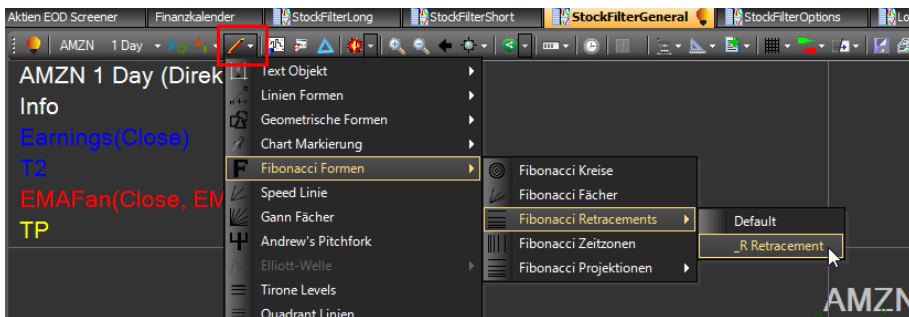 Aktien EOD Screener Finanzkalender StockFilterLong StockFilterShort StockFilterGeneral StockFilterOptions Lo
AMZN 1 Day
AMZN 1 Day (Direk
Info
Earnings(Close)
T2
EMAFan(Close, EM
TP
Text Objekt
Linien Formen
Geometrische Formen
Chart Markierung
Fibonacci Formen
Speed Linie
Gann Fächer
Andrew's Pitchfork
Elliott-Welle
Tirone Levels
Quadrant Linien
Fibonacci Kreise
Fibonacci Fächer
Fibonacci Retracements
Fibonacci Zeitzonen
Fibonacci Projektionen
Default
_R Retracement
AMZN